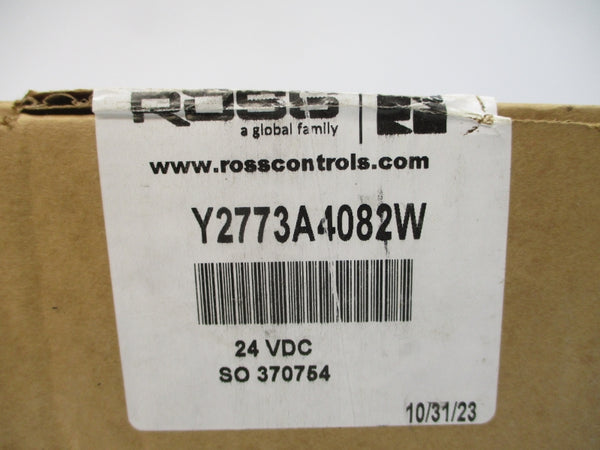 ROSS
a global family
www.rosscontrols.com
Y2773A4082W
24 VDC
SO 370754
10/31/23